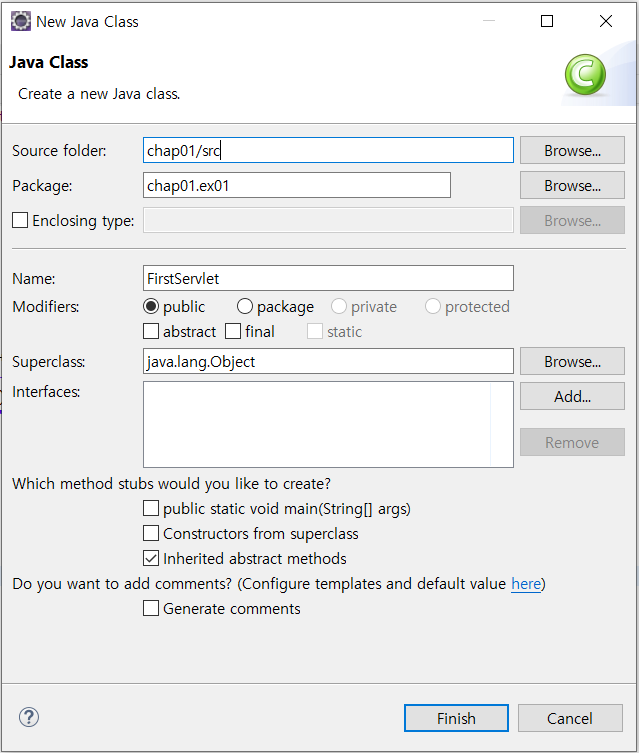 New Java Class
Java Class
Create a new Java class.
Source folder: chap01/src Browse...
Package: chap01.ex01 Browse...
Enclosing type: Browse...
Name: FirstServlet
Modifiers: public package private protected
abstract final static
Superclass: java.lang.Object Browse...
Interfaces: Add...
Remove
Which method stubs would you like to create?
public static void main(String[] args)
Constructors from superclass
Inherited abstract methods
Do you want to add comments? (Configure templates and default value here)
Generate comments
? Finish Cancel